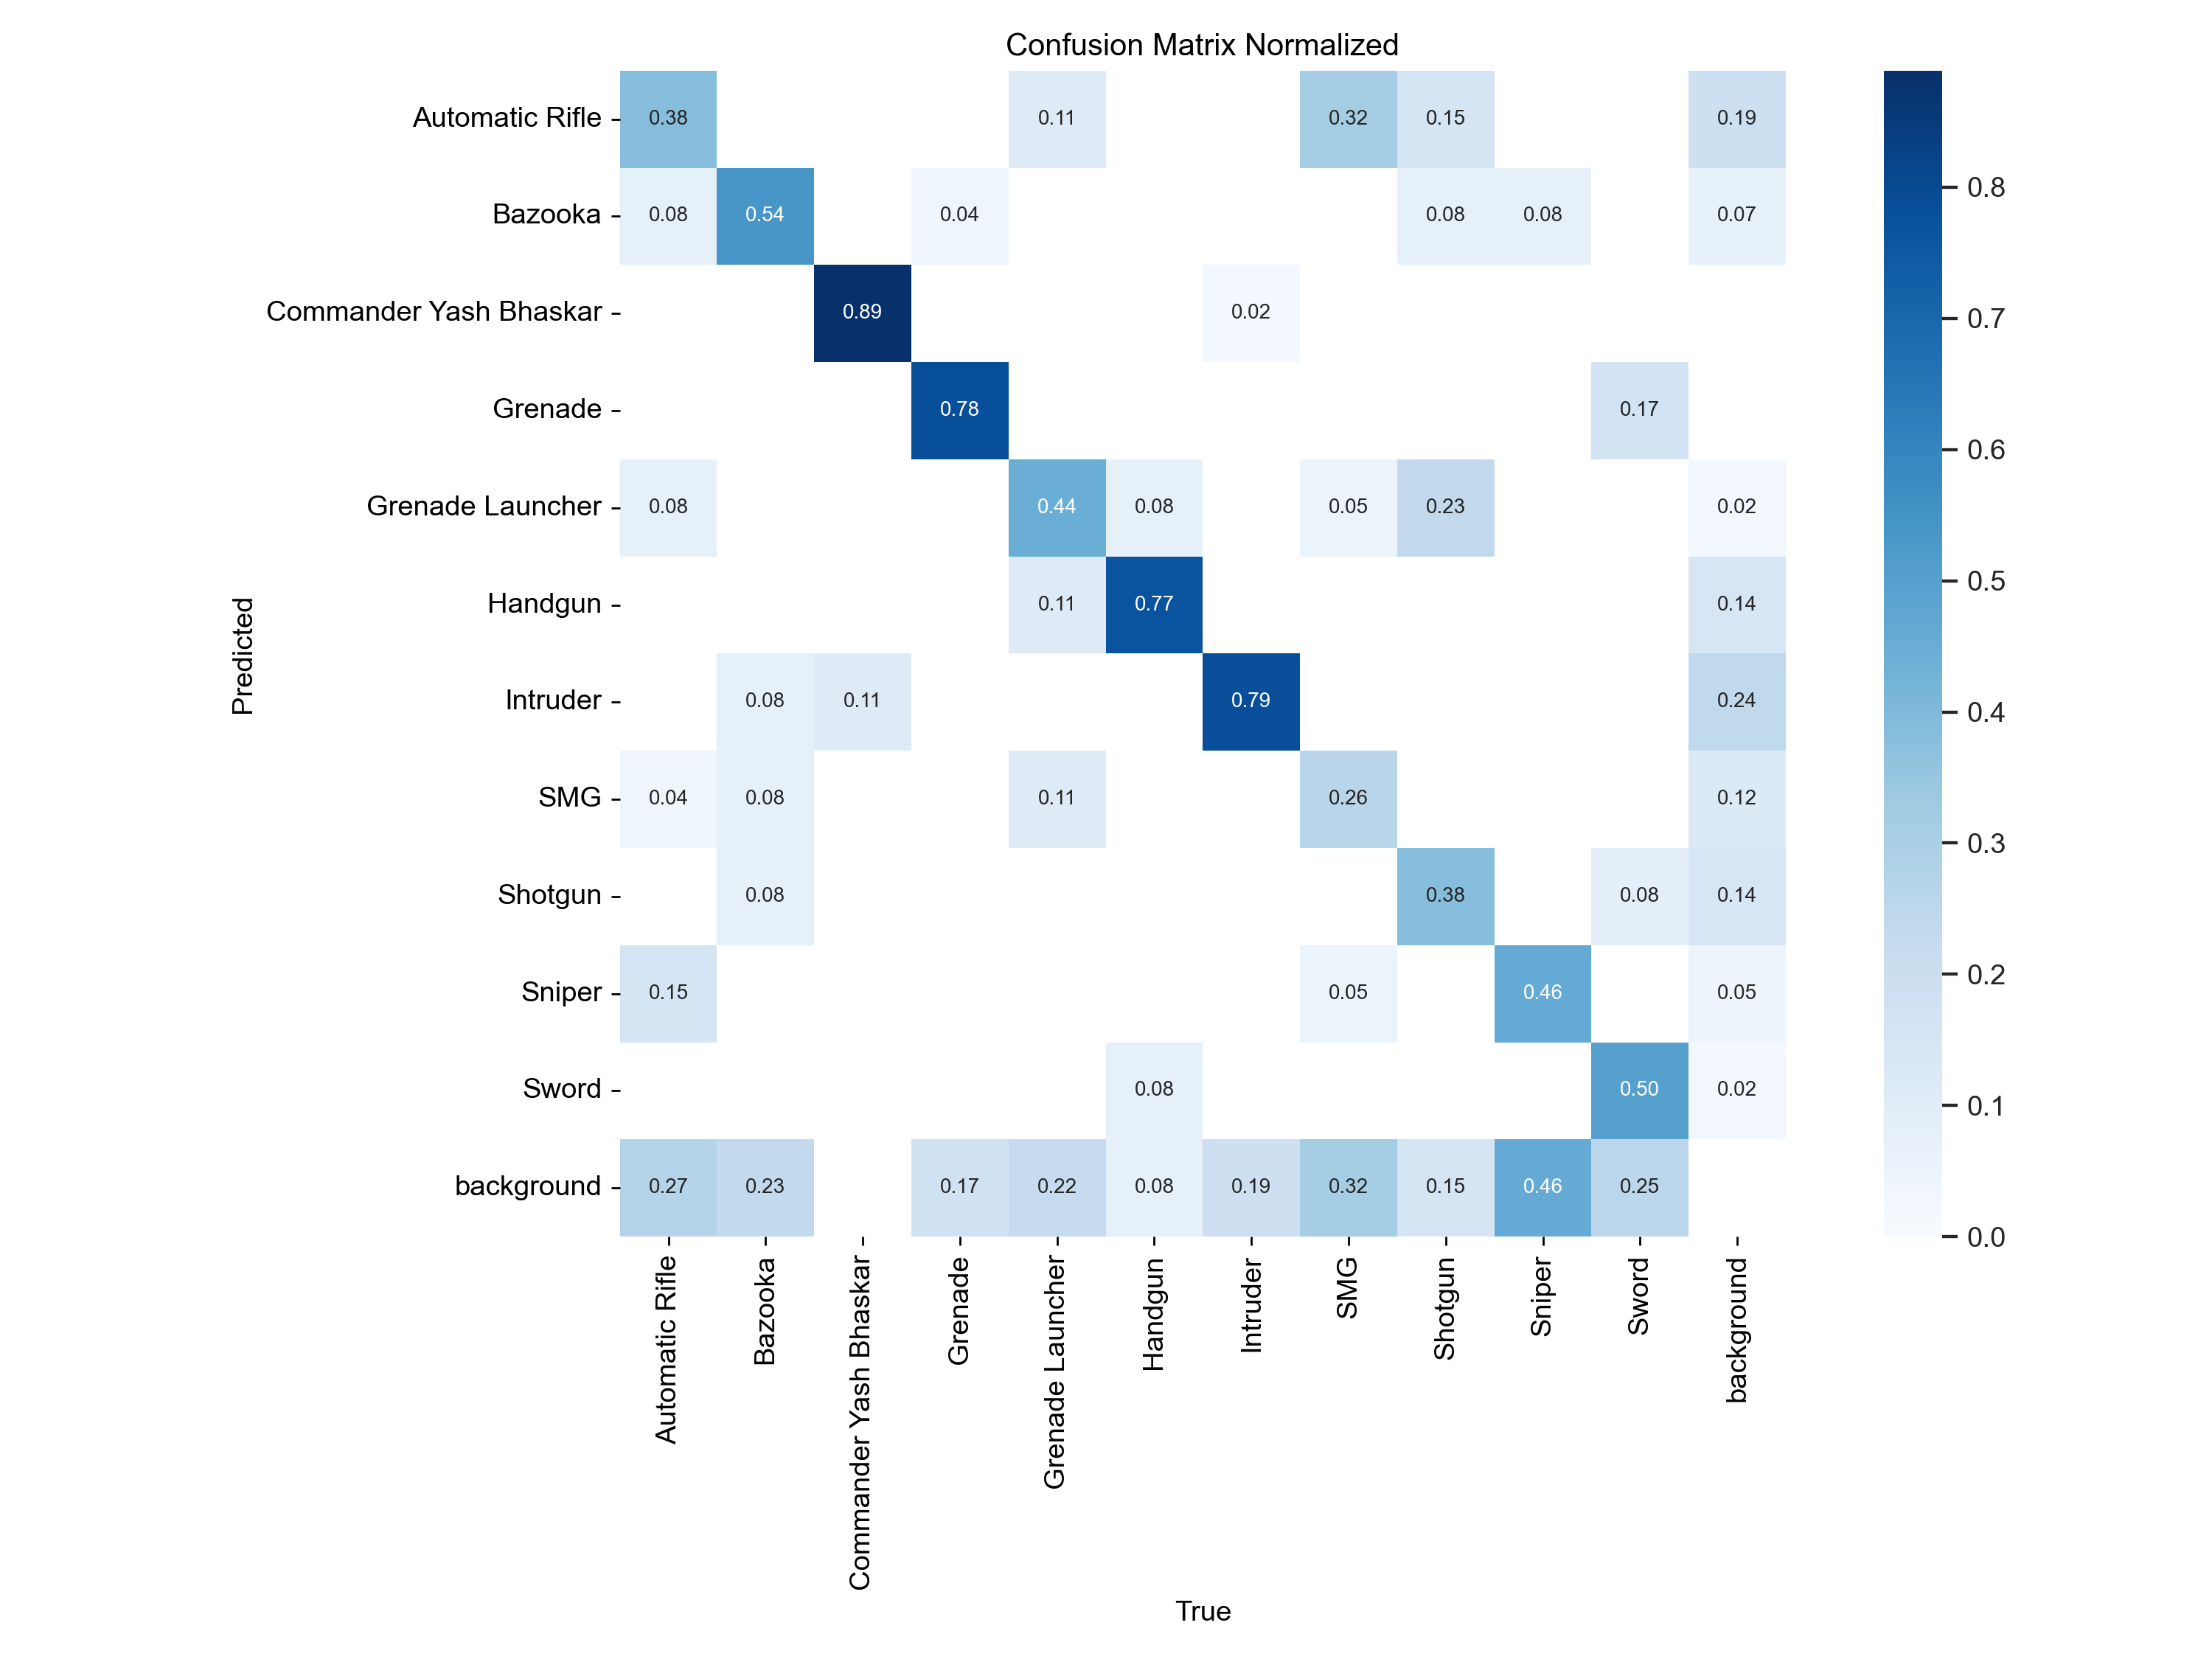 Confusion Matrix Normalized
Automatic Rifle 0.38 0.11 0.32 0.15 0.19
Bazooka 0.08 0.54 0.04 0.08 0.08 0.07
Commander Yash Bhaskar 0.89 0.02
Grenade 0.78 0.17
Grenade Launcher 0.08 0.44 0.08 0.05 0.23 0.02
Handgun 0.11 0.77 0.14
Intruder 0.08 0.11 0.79 0.24
SMG 0.04 0.08 0.11 0.26 0.12
Shotgun 0.08 0.38 0.08 0.14
Sniper 0.15 0.05 0.46 0.05
Sword 0.08 0.50 0.02
background 0.27 0.23 0.17 0.22 0.08 0.19 0.32 0.15 0.46 0.25
Predicted
Automatic Rifle
Bazooka
Commander Yash Bhaskar
Grenade
Grenade Launcher
Handgun
Intruder
SMG
Shotgun
Sniper
Sword
background
True
0.8
0.7
0.6
0.5
0.4
0.3
0.2
0.1
0.0